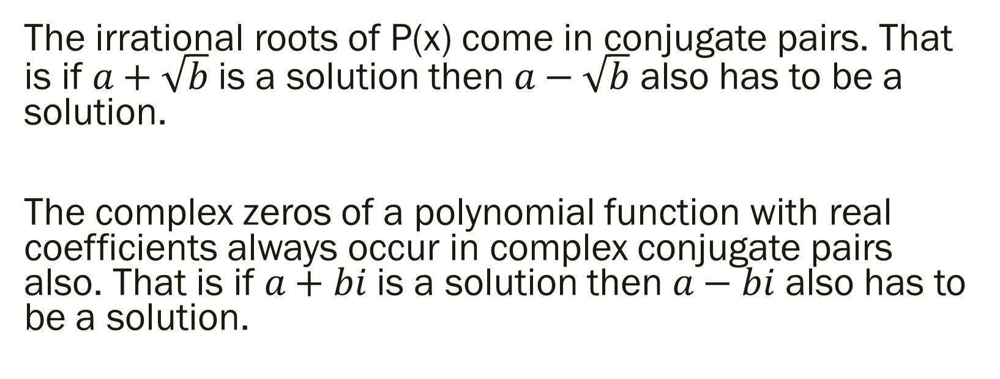 The irrational roots of P(x) come in conjugate pairs. That
is if a + √b is a solution then a − √b also has to be a
solution.
The complex zeros of a polynomial function with real
coefficients always occur in complex conjugate pairs
also. That is if a + bi is a solution then a − bi also has to
be a solution.